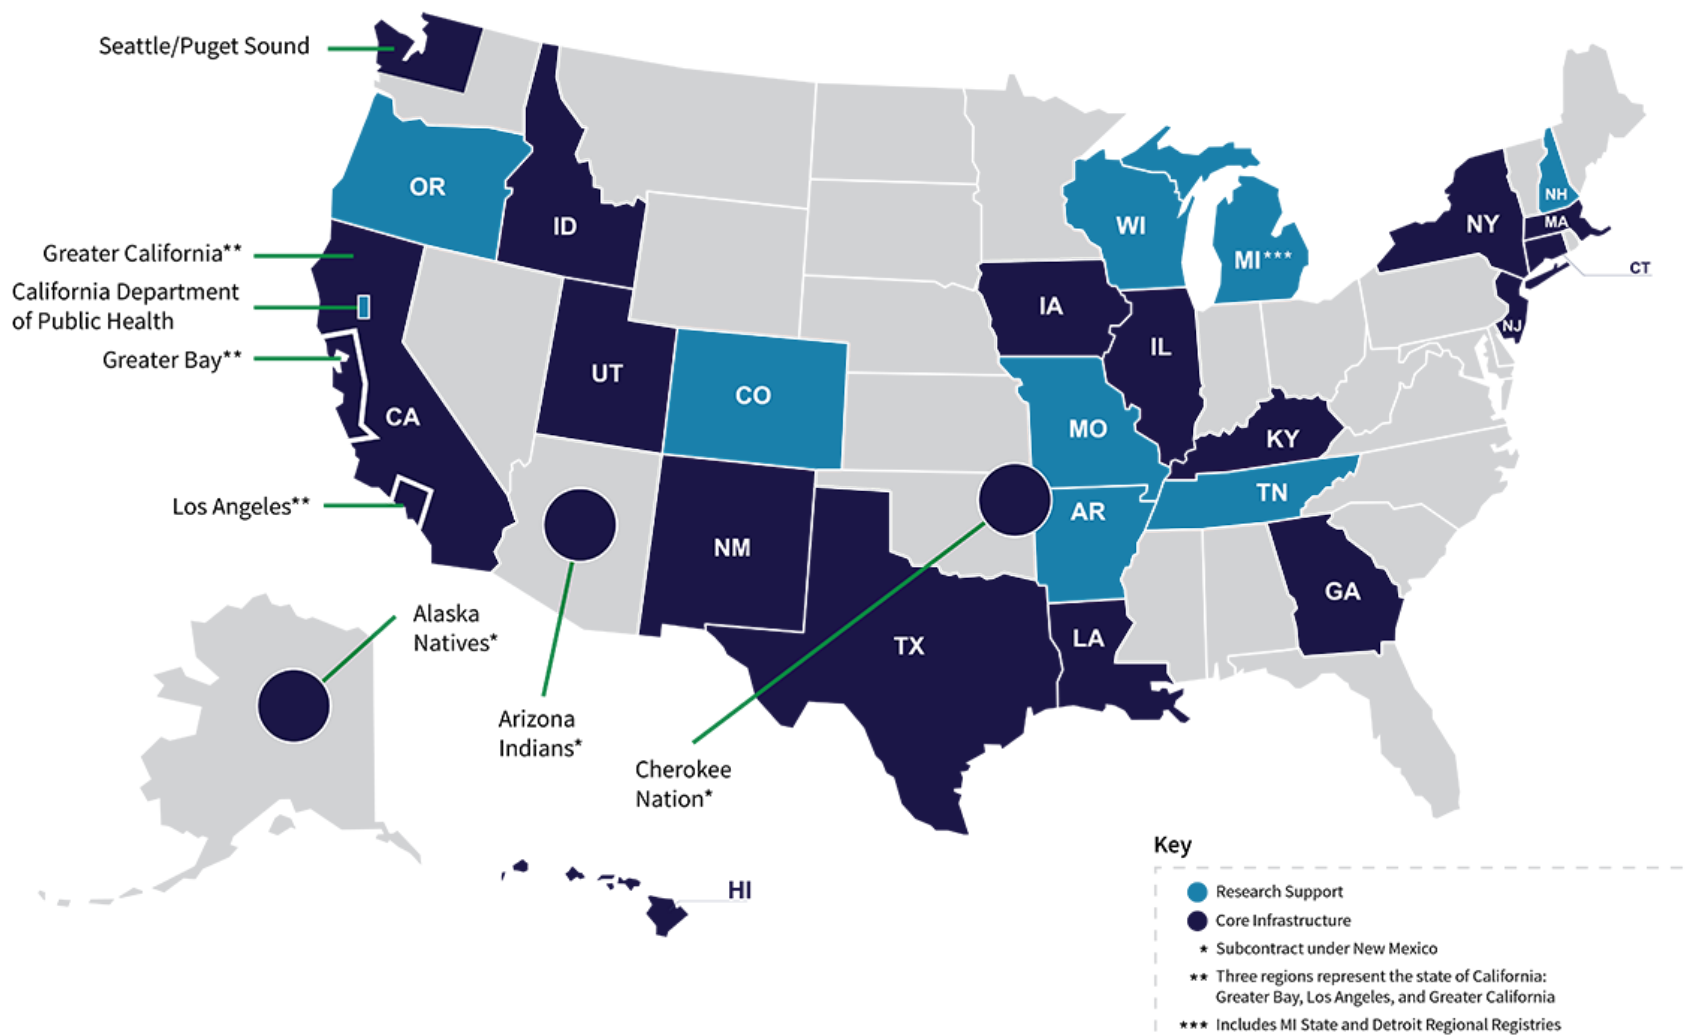 Seattle/Puget Sound
OR
ID
WI
MI***
NY
NH
MA
CT
Greater California**
California Department
of Public Health
Greater Bay**
IA
IL
NJ
UT
CO
CA
MO
KY
Los Angeles**
TN
AR
NM
GA
Alaska
Natives*
TX
LA
Arizona
Indians*
Cherokee
Nation*
HI
Key
Research Support
Core Infrastructure
* Subcontract under New Mexico
** Three regions represent the state of California:
Greater Bay, Los Angeles, and Greater California
*** Includes MI State and Detroit Regional Registries